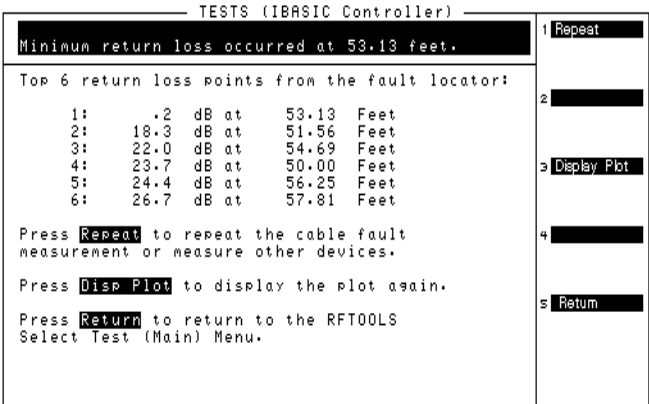 TESTS (IBASIC Controller)
Minimum return loss occurred at 53.13 feet.
Top 6 return loss points from the fault locator:
1: .2 dB at 53.13 Feet
2: 18.3 dB at 51.56 Feet
3: 22.0 dB at 54.69 Feet
4: 23.7 dB at 50.00 Feet
5: 24.4 dB at 56.25 Feet
6: 26.7 dB at 57.81 Feet
Press Repeat to repeat the cable fault
measurement or measure other devices.
Press Disp Plot to display the plot again.
Press Return to return to the RFTOOLS
Select Test (Main) Menu.
1 Repeat
2
3 Display Plot
4
5 Return